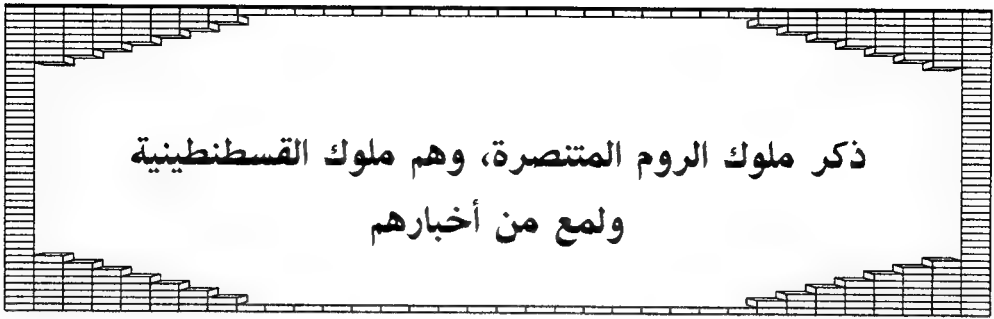 ذكر ملوك الروم المتنصرة، وهم ملوك القسطنطينية
ولمع من أخبارهم